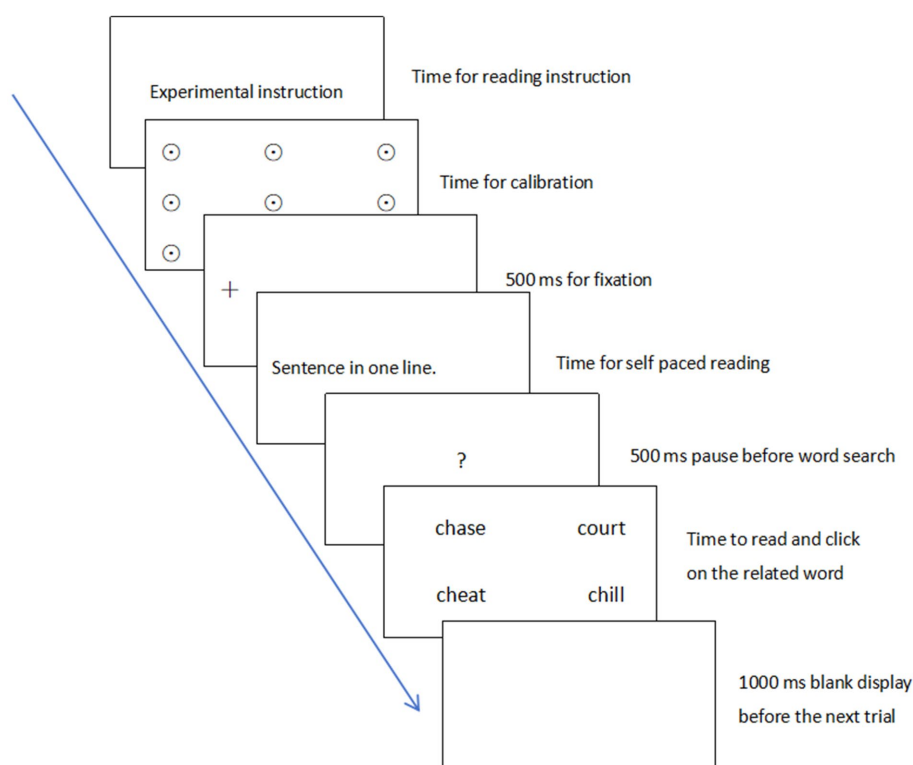 Experimental instruction
Time for reading instruction
Time for calibration
+
500 ms for fixation
Sentence in one line.
Time for self paced reading
?
500 ms pause before word search
chase court
cheat chill
Time to read and click
on the related word
1000 ms blank display
before the next trial